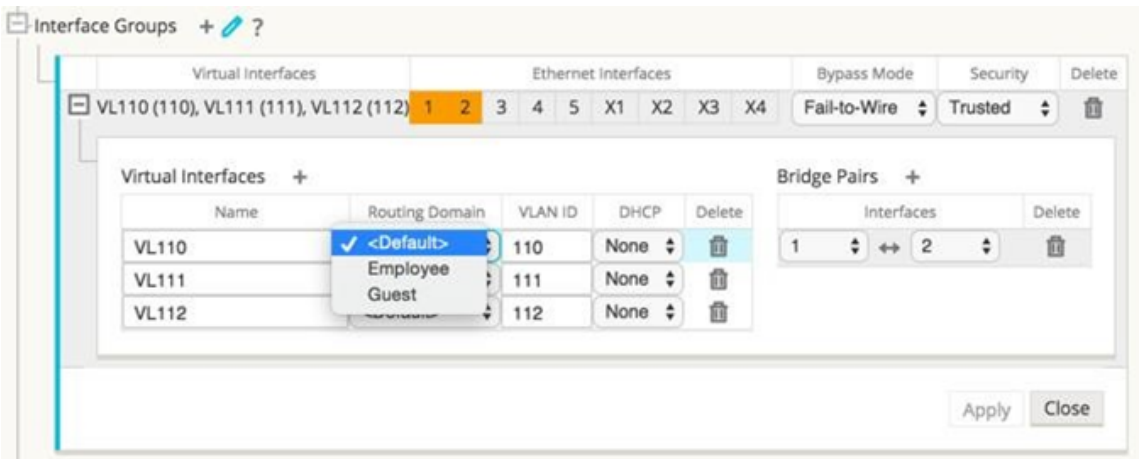 Interface Groups + ?
Virtual Interfaces Ethernet Interfaces Bypass Mode Security Delete
VL110 (110), VL111 (111), VL112 (112) 1 2 3 4 5 X1 X2 X3 X4 Fail-to-Wire Trusted
Virtual Interfaces +
Name Routing Domain VLAN ID DHCP Delete
VL110 <Default> 110 None
Employee
VL111 111 None
Guest
VL112 <Default> 112 None
Bridge Pairs +
Interfaces Delete
1 ↔ 2
Apply Close